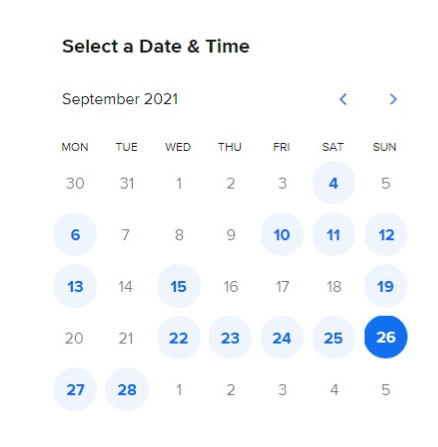 Select a Date & Time
September 2021
MON TUE WED THU FRI SAT SUN
30 31 1 2 3 4 5
6 7 8 9 10 11 12
13 14 15 16 17 18 19
20 21 22 23 24 25 26
27 28 1 2 3 4 5